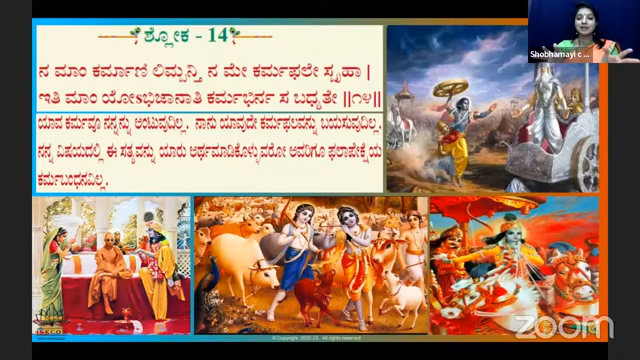 ಶ್ಲೋಕ - 14
ನ ಮಾಂ ಕರ್ಮಾಣಿ ಲಿಮ್ಪನ್ತಿ ನ ಮೇ ಕರ್ಮಫಲೇ ಸ್ಪೃಹಾ |
ಇತಿ ಮಾಂ ಯೋಽಭಿಜಾನಾತಿ ಕರ್ಮಭಿರ್ನ ಸ ಬಧ್ಯತೇ ||೧೪||
ಯಾವ ಕರ್ಮವೂ ನನ್ನನ್ನು ಅಂಟುವುದಿಲ್ಲ. ನಾನು ಯಾವುದೇ ಕರ್ಮಫಲವನ್ನು ಬಯಸುವುದಿಲ್ಲ.
ನನ್ನ ವಿಷಯದಲ್ಲಿ ಈ ಸತ್ಯವನ್ನು ಯಾರು ಅರ್ಥಮಾಡಿಕೊಳ್ಳುವರೋ ಅವರಿಗೂ ಫಲಾಪೇಕ್ಷೆಯ
ಕರ್ಮಬಂಧನವಿಲ್ಲ.
Shobhamayi c ...
© Copyright 2022-23. All rights reserved
zoom